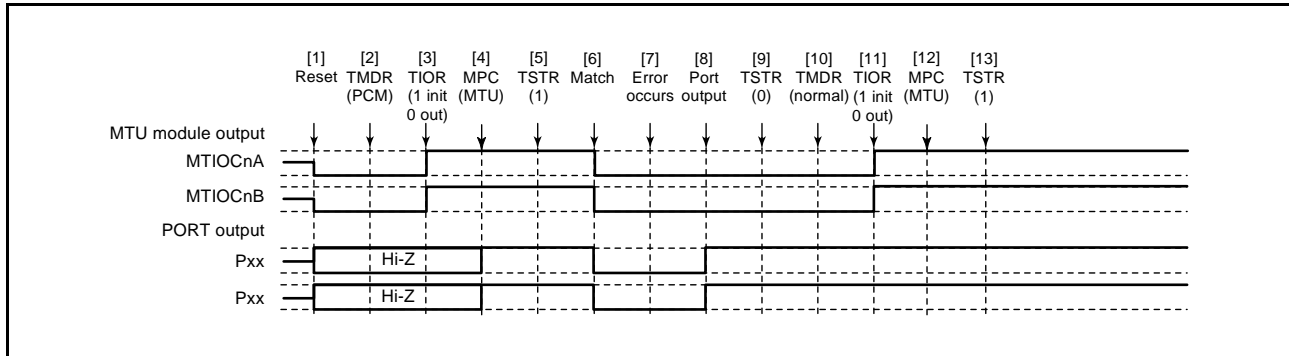 [1] [2] [3] [4] [5] [6] [7] [8] [9] [10] [11] [12] [13]
Reset TMDR TIOR MPC TSTR Match Error Port TSTR TMDR TIOR MPC TSTR
(PCM) (1 init (MTU) (1) occurs output (0) (normal) (1 init (MTU) (1)
0 out) 0 out)
MTU module output
MTIOCnA
MTIOCnB
PORT output
Pxx Hi-Z
Pxx Hi-Z